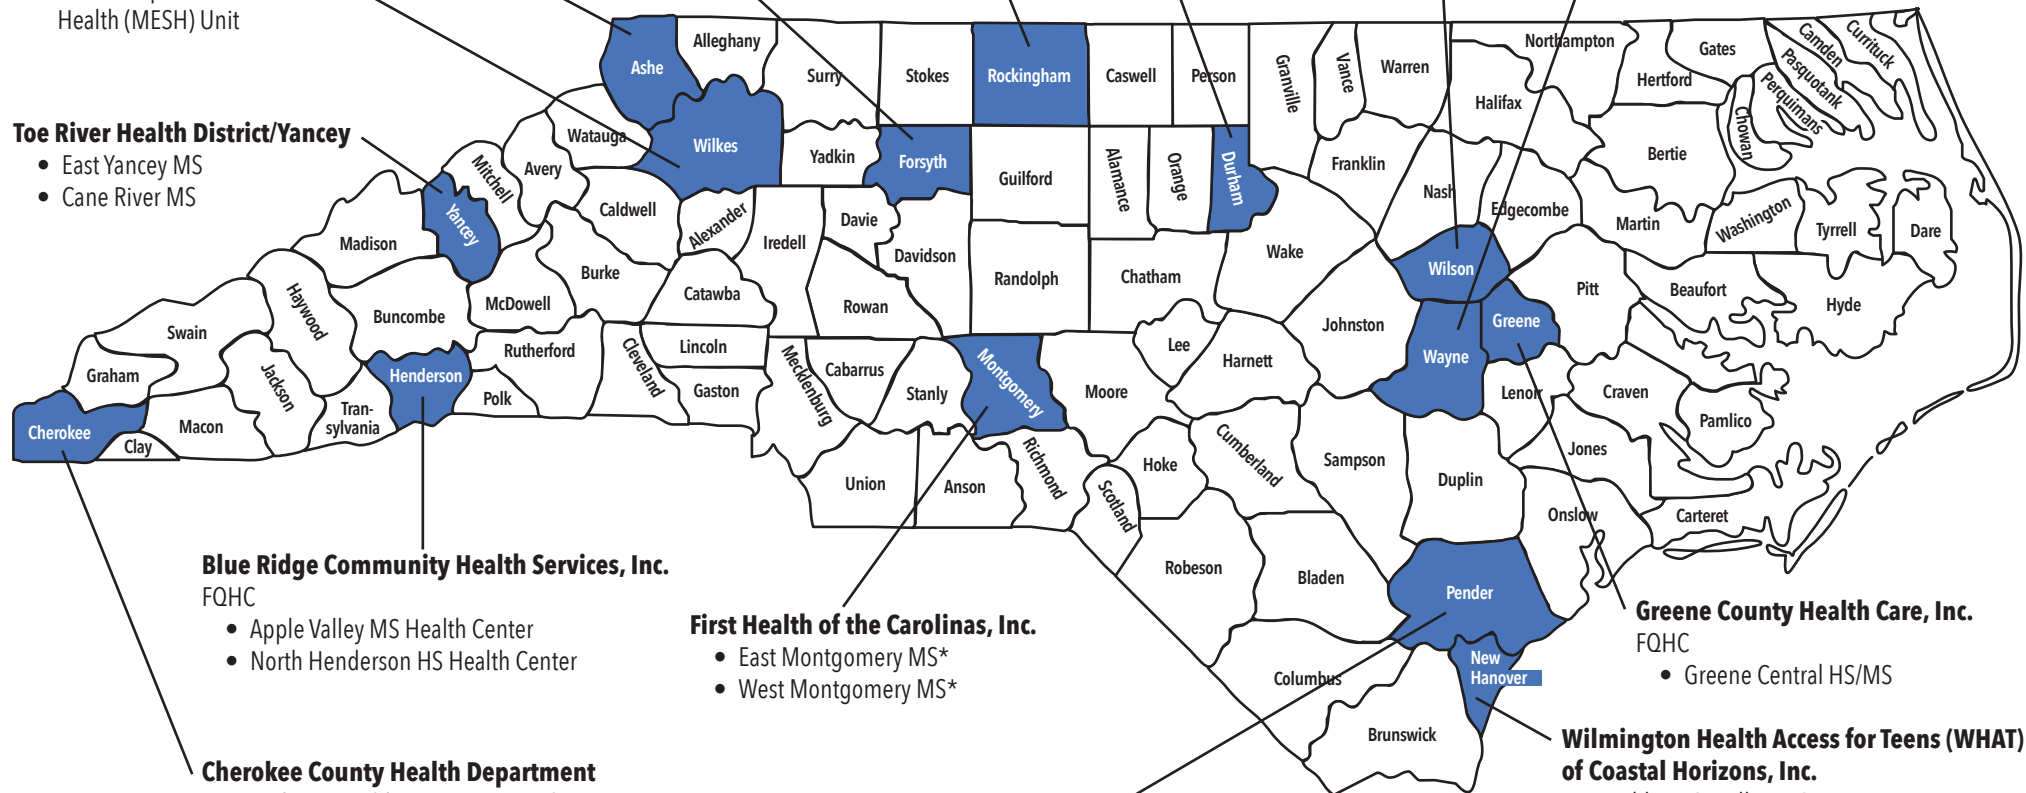 Health (MESH) Unit
Toe River Health District/Yancey
• East Yancey MS
• Cane River MS
Ashe
Alleghany
Surry
Stokes
Rockingham
Caswell
Person
Granville
Vance
Warren
Northampton
Halifax
Hertford
Gates
Camden
Currituck
Pasquotank
Perquimans
Chowan
Bertie
Watauga
Wilkes
Yadkin
Forsyth
Guilford
Alamance
Orange
Durham
Franklin
Nash
Edgecombe
Martin
Washington
Tyrrell
Dare
Mitchell
Avery
Yancey
Madison
Caldwell
Alexander
Iredell
Davie
Davidson
Randolph
Chatham
Wake
Wilson
Pitt
Beaufort
Hyde
Burke
McDowell
Catawba
Rowan
Buncombe
Haywood
Swain
Graham
Jackson
Henderson
Rutherford
Polk
Cleveland
Lincoln
Gaston
Mecklenburg
Cabarrus
Stanly
Montgomery
Moore
Lee
Harnett
Johnston
Wayne
Greene
Lenoir
Craven
Pamlico
Jones
Cherokee
Clay
Macon
Tran-
sylvania
Union
Anson
Richmond
Scotland
Hoke
Cumberland
Sampson
Duplin
Onslow
Carteret
Robeson
Bladen
Pender
Columbus
New
Hanover
Brunswick
Blue Ridge Community Health Services, Inc.
FQHC
• Apple Valley MS Health Center
• North Henderson HS Health Center
First Health of the Carolinas, Inc.
• East Montgomery MS*
• West Montgomery MS*
Greene County Health Care, Inc.
FQHC
• Greene Central HS/MS
Wilmington Health Access for Teens (WHAT)
of Coastal Horizons, Inc.
Cherokee County Health Department